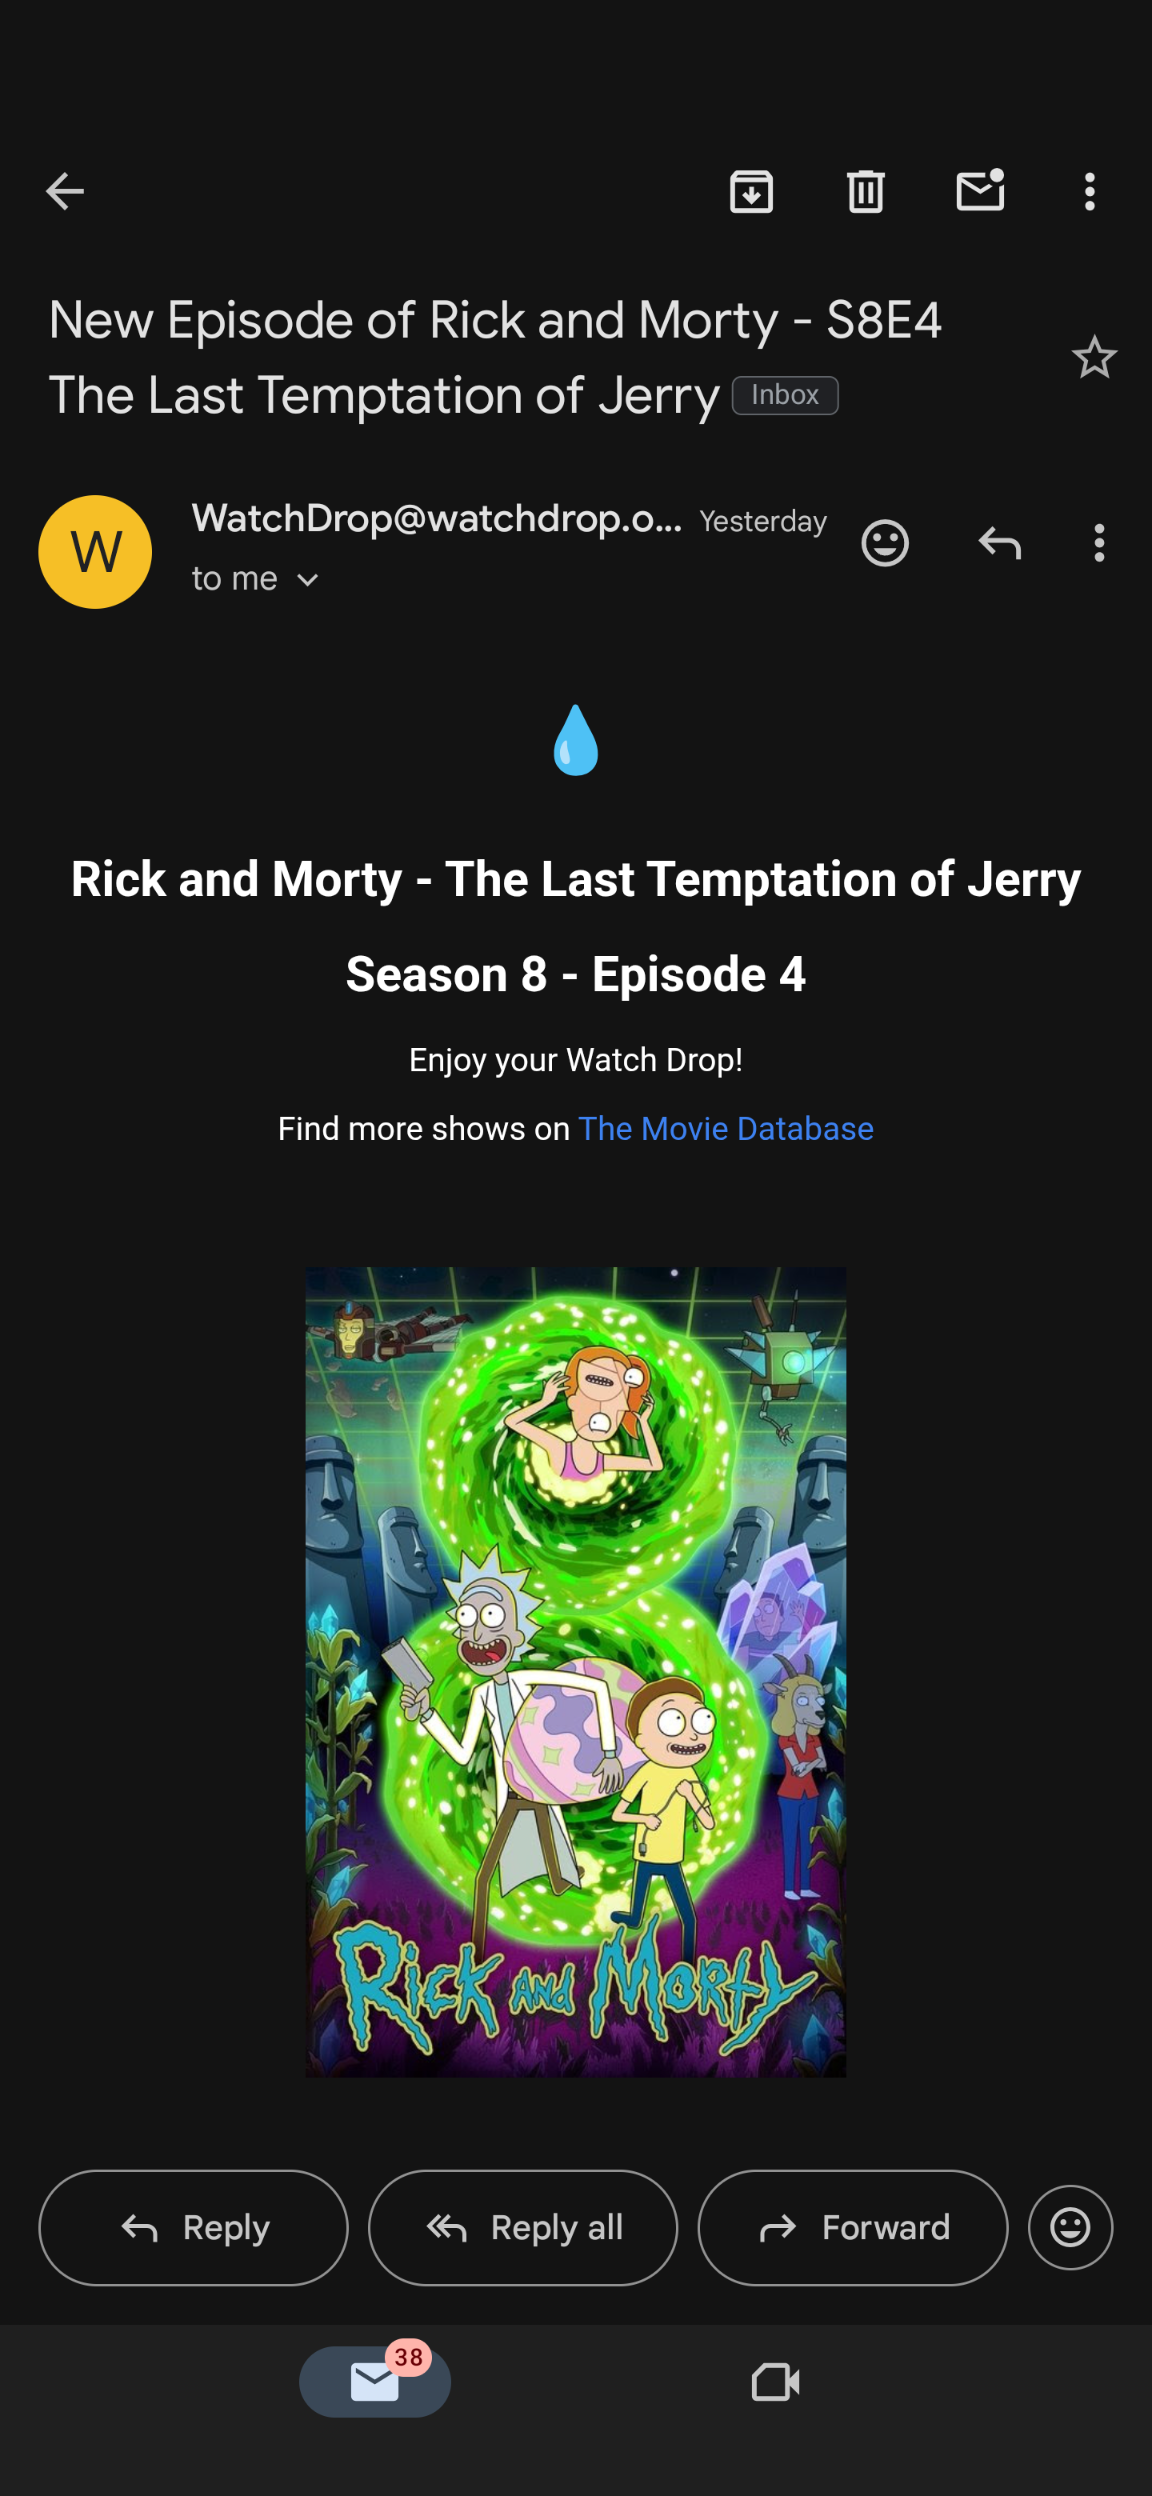 New Episode of Rick and Morty - S8E4
The Last Temptation of Jerry Inbox
W
WatchDrop@watchdrop.o... Yesterday
to me
Rick and Morty - The Last Temptation of Jerry
Season 8 - Episode 4
Enjoy your Watch Drop!
Find more shows on The Movie Database
Rick and Morty
Reply
Reply all
Forward
38